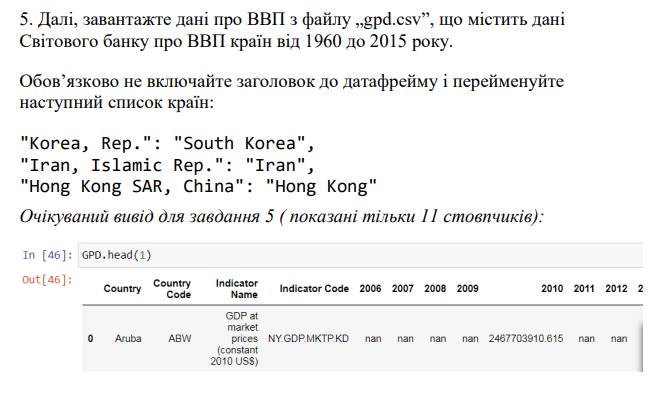 5. Далі, завантажте дані про ВВП з файлу „gpd.csv”, що містить дані
Світового банку про ВВП країн від 1960 до 2015 року.
Обов’язково не включайте заголовок до датафрейму і перейменуйте
наступний список країн:
"Korea, Rep.": "South Korea",
"Iran, Islamic Rep.": "Iran",
"Hong Kong SAR, China": "Hong Kong"
Очікуваний вивід для завдання 5 ( показані тільки 11 стовпчиків):
In [46]: GPD.head(1)
Out[46]:
Country Country Code Indicator Name Indicator Code 2006 2007 2008 2009 2010 2011 2012 2
0 Aruba ABW GDP at market prices (constant 2010 US$) NY.GDP.MKTP.KD nan nan nan nan 2467703910.615 nan nan